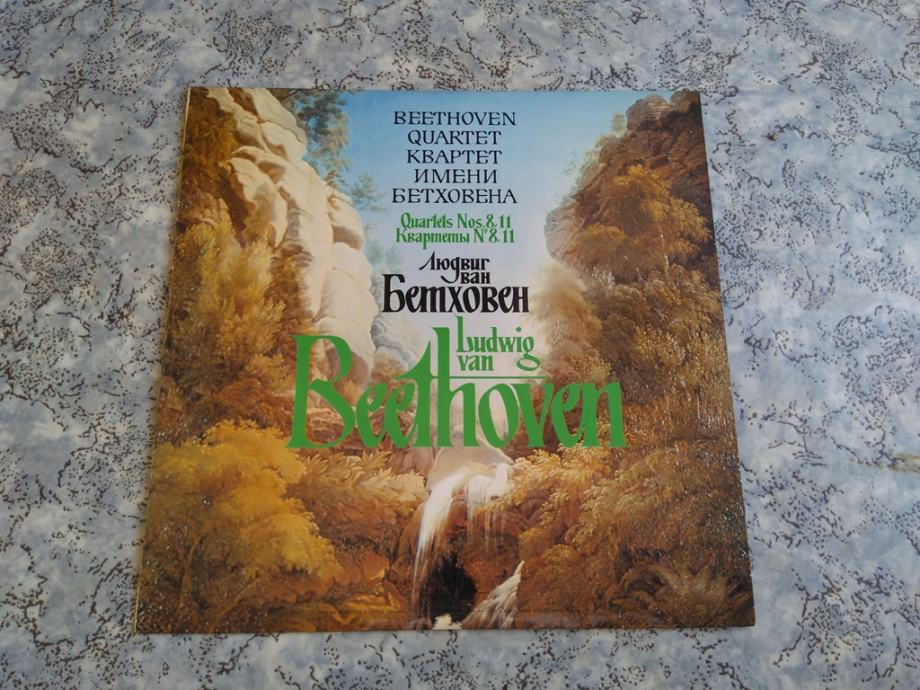 BEETHOVEN
QUARTET
КВАРТЕТ
ИМЕНИ
БЕТХОВЕНА
Quartets Nos. 8, 11
Квартеты № 8, 11
Людвиг
ван
Бетховен
Ludwig
van
Beethoven